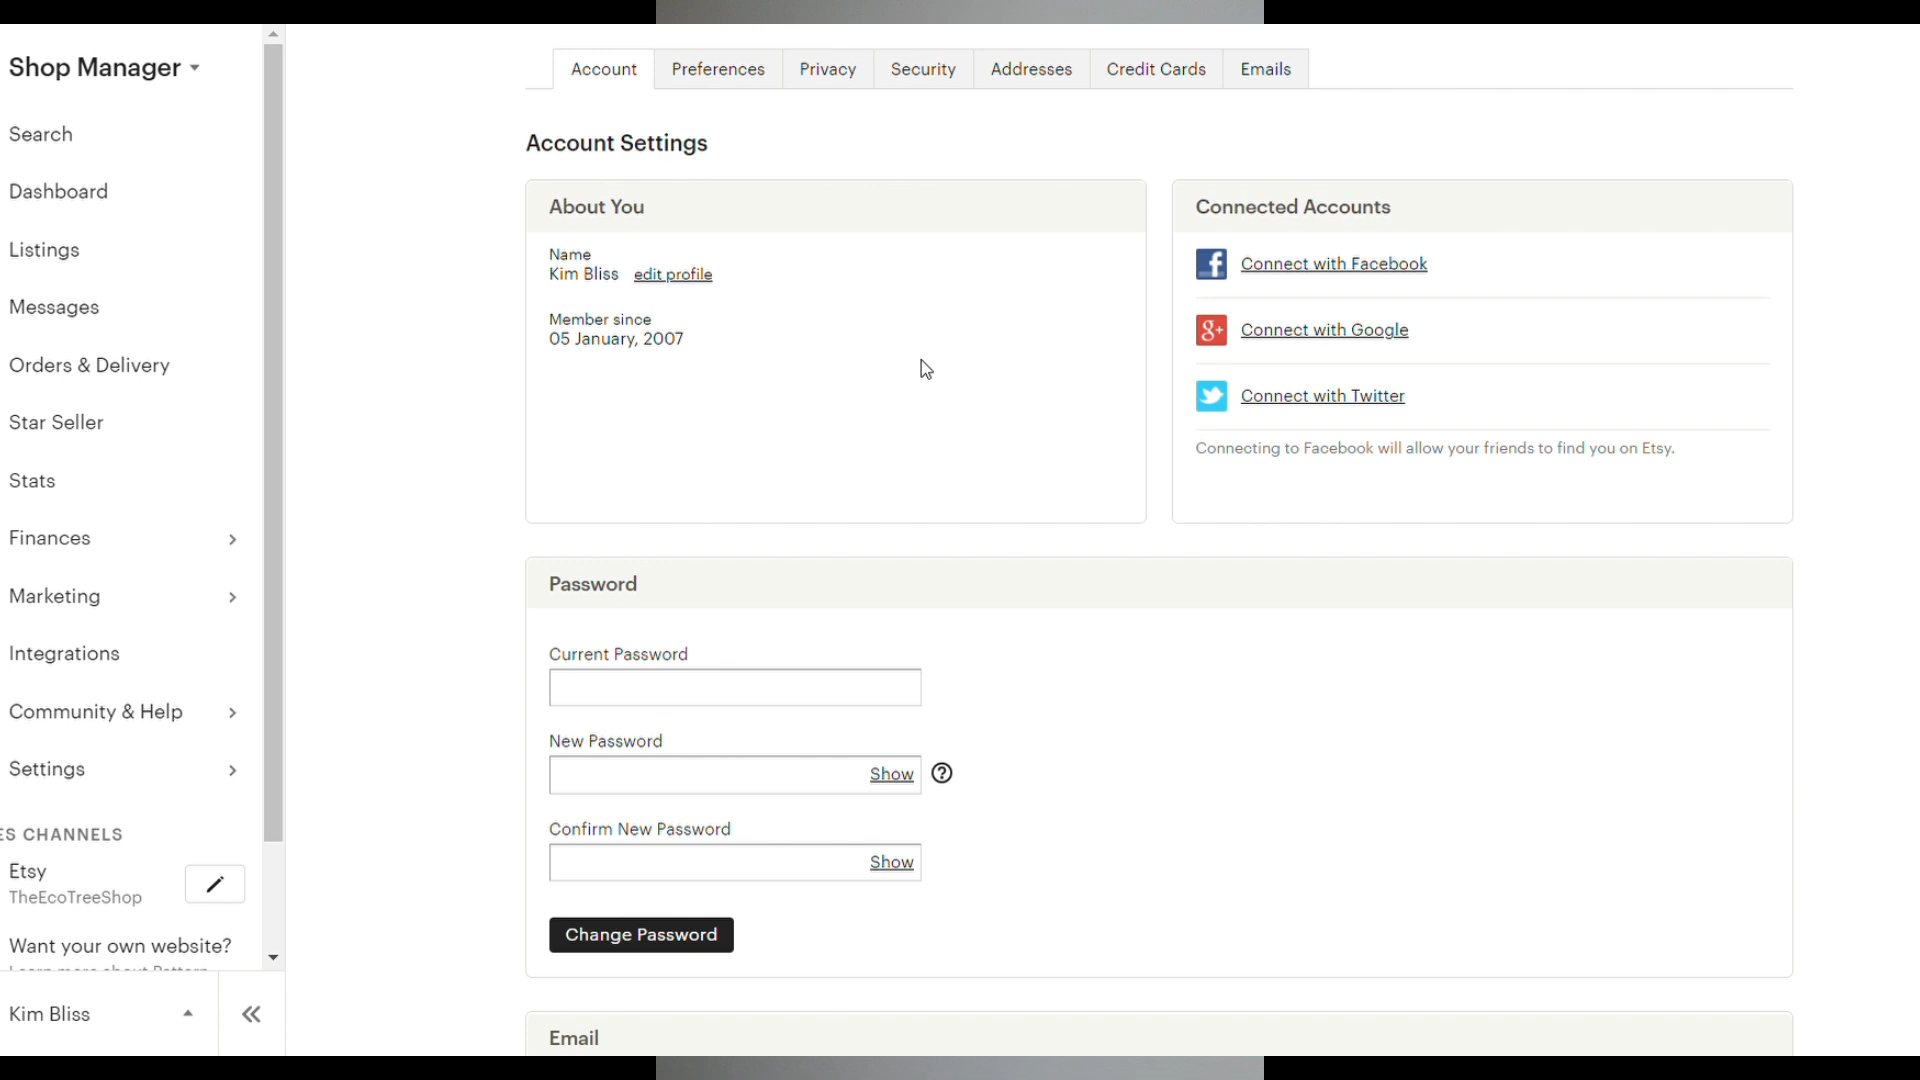 Shop Manager
Search
Dashboard
Listings
Messages
Orders & Delivery
Star Seller
Stats
Finances
Marketing
Integrations
Community & Help
Settings
ES CHANNELS
Etsy
TheEcoTreeShop
Want your own website?
Kim Bliss
Account Preferences Privacy Security Addresses Credit Cards Emails
Account Settings
About You
Name
Kim Bliss edit profile
Member since
05 January, 2007
Connected Accounts
Connect with Facebook
Connect with Google
Connect with Twitter
Connecting to Facebook will allow your friends to find you on Etsy.
Password
Current Password
New Password
Show
Confirm New Password
Show
Change Password
Email